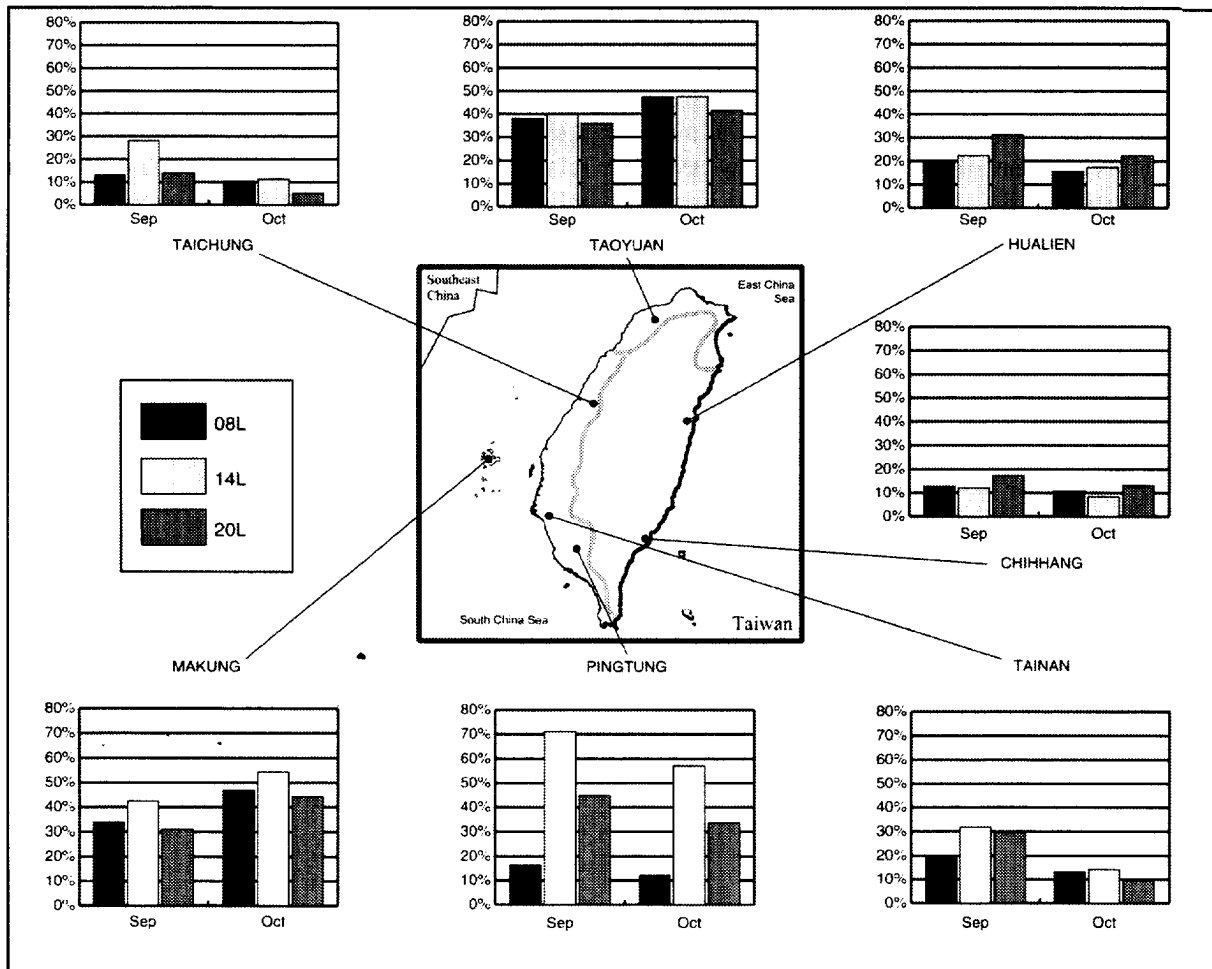 80%
70%
60%
50%
40%
30%
20%
10%
0%
Sep Oct
TAICHUNG
80%
70%
60%
50%
40%
30%
20%
10%
0%
Sep Oct
TAOYUAN
80%
70%
60%
50%
40%
30%
20%
10%
0%
Sep Oct
HUALIEN
Southeast
China
East China
Sea
South China Sea
Taiwan
08L
14L
20L
80%
70%
60%
50%
40%
30%
20%
10%
0%
Sep Oct
CHIHHANG
MAKUNG
80%
70%
60%
50%
40%
30%
20%
10%
0%
Sep Oct
PINGTUNG
80%
70%
60%
50%
40%
30%
20%
10%
0%
Sep Oct
TAINAN
80%
70%
60%
50%
40%
30%
20%
10%
0%
Sep Oct